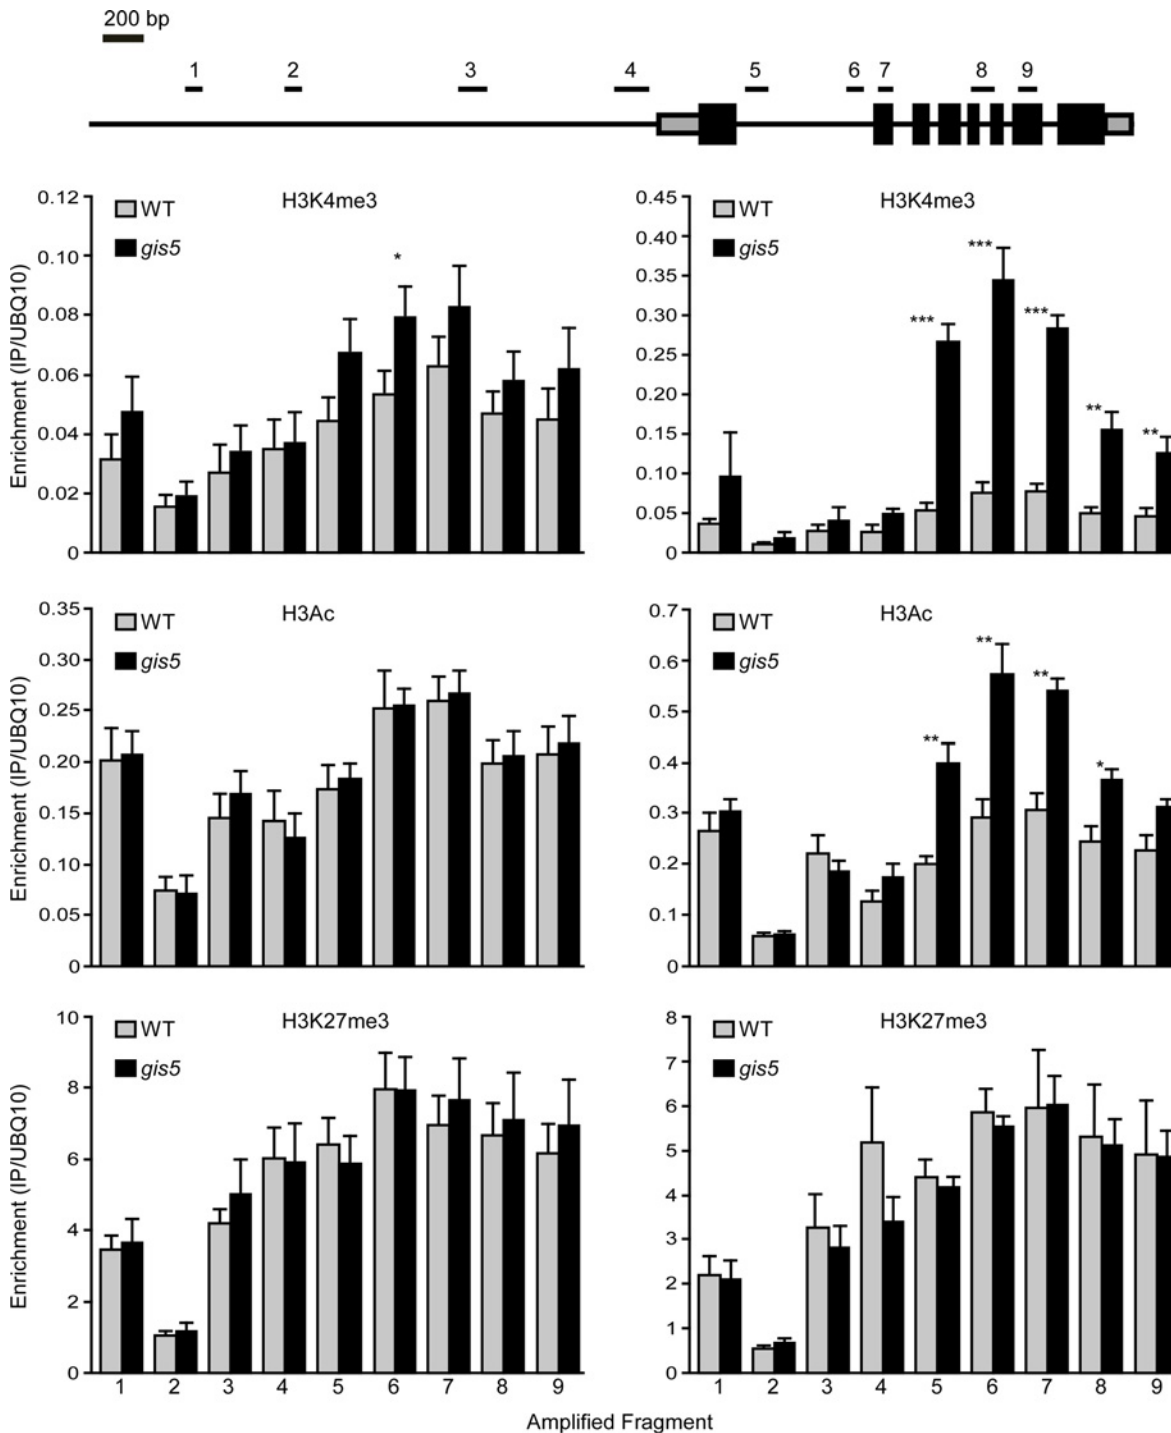 200 bp
1 2 3 4 5 6 7 8 9
H3K4me3
WT
gis5
Enrichment (IP/UBQ10)
0.12
0.10
0.08
0.06
0.04
0.02
0
*
H3K4me3
WT
gis5
0.45
0.40
0.35
0.30
0.25
0.20
0.15
0.10
0.05
0
*** *** *** ** **
H3Ac
WT
gis5
Enrichment (IP/UBQ10)
0.35
0.30
0.25
0.20
0.15
0.10
0.05
0
H3Ac
WT
gis5
0.7
0.6
0.5
0.4
0.3
0.2
0.1
0
** ** ** *
H3K27me3
WT
gis5
Enrichment (IP/UBQ10)
10
8
6
4
2
0
1 2 3 4 5 6 7 8 9
H3K27me3
WT
gis5
8
7
6
5
4
3
2
1
0
1 2 3 4 5 6 7 8 9
Amplified Fragment